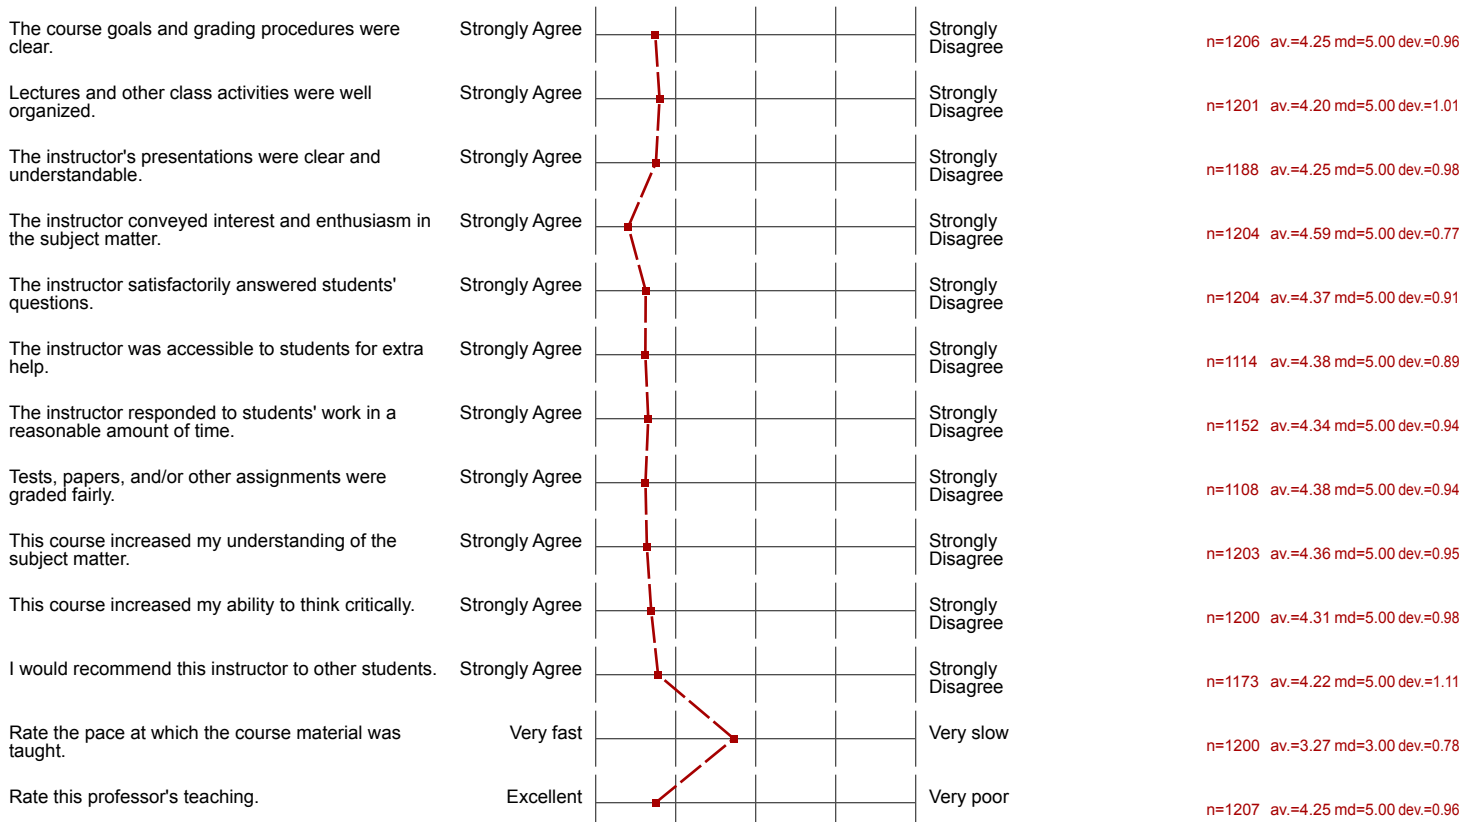 The course goals and grading procedures were
clear.
Strongly Agree
Strongly
Disagree
n=1206 av.=4.25 md=5.00 dev.=0.96
Lectures and other class activities were well
organized.
Strongly Agree
Strongly
Disagree
n=1201 av.=4.20 md=5.00 dev.=1.01
The instructor's presentations were clear and
understandable.
Strongly Agree
Strongly
Disagree
n=1188 av.=4.25 md=5.00 dev.=0.98
The instructor conveyed interest and enthusiasm in
the subject matter.
Strongly Agree
Strongly
Disagree
n=1204 av.=4.59 md=5.00 dev.=0.77
The instructor satisfactorily answered students'
questions.
Strongly Agree
Strongly
Disagree
n=1204 av.=4.37 md=5.00 dev.=0.91
The instructor was accessible to students for extra
help.
Strongly Agree
Strongly
Disagree
n=1114 av.=4.38 md=5.00 dev.=0.89
The instructor responded to students' work in a
reasonable amount of time.
Strongly Agree
Strongly
Disagree
n=1152 av.=4.34 md=5.00 dev.=0.94
Tests, papers, and/or other assignments were
graded fairly.
Strongly Agree
Strongly
Disagree
n=1108 av.=4.38 md=5.00 dev.=0.94
This course increased my understanding of the
subject matter.
Strongly Agree
Strongly
Disagree
n=1203 av.=4.36 md=5.00 dev.=0.95
This course increased my ability to think critically.
Strongly Agree
Strongly
Disagree
n=1200 av.=4.31 md=5.00 dev.=0.98
I would recommend this instructor to other students.
Strongly Agree
Strongly
Disagree
n=1173 av.=4.22 md=5.00 dev.=1.11
Rate the pace at which the course material was
taught.
Very fast
Very slow
n=1200 av.=3.27 md=3.00 dev.=0.78
Rate this professor's teaching.
Excellent
Very poor
n=1207 av.=4.25 md=5.00 dev.=0.96